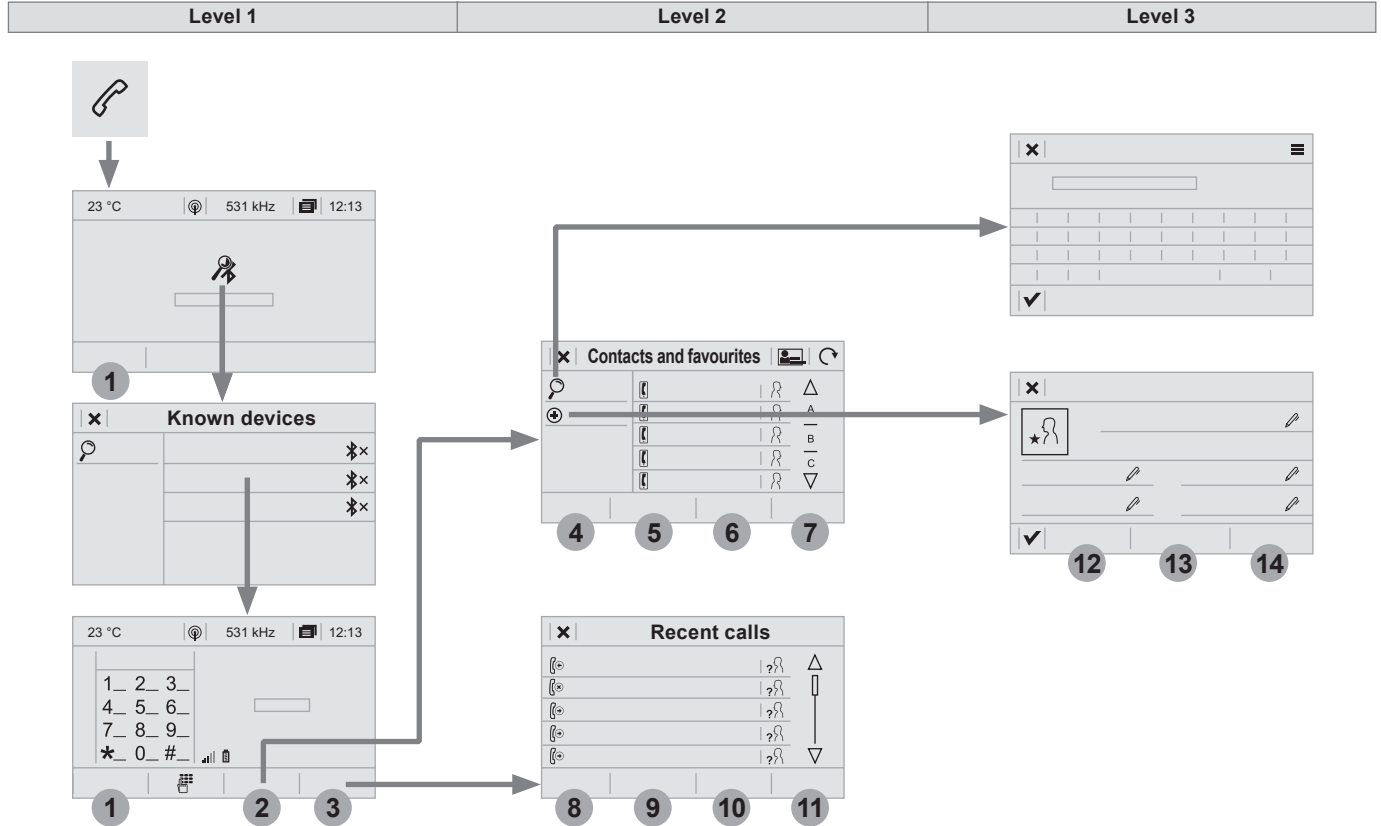 Level 1 Level 2 Level 3
23 °C 531 kHz 12:13
1
Known devices
23 °C 531 kHz 12:13
1_ 2_ 3_
4_ 5_ 6_
7_ 8_ 9_
*_ 0_ #_
1 2 3
Contacts and favourites
A
B
C
4 5 6 7
Recent calls
?
?
?
?
?
8 9 10 11
12 13 14